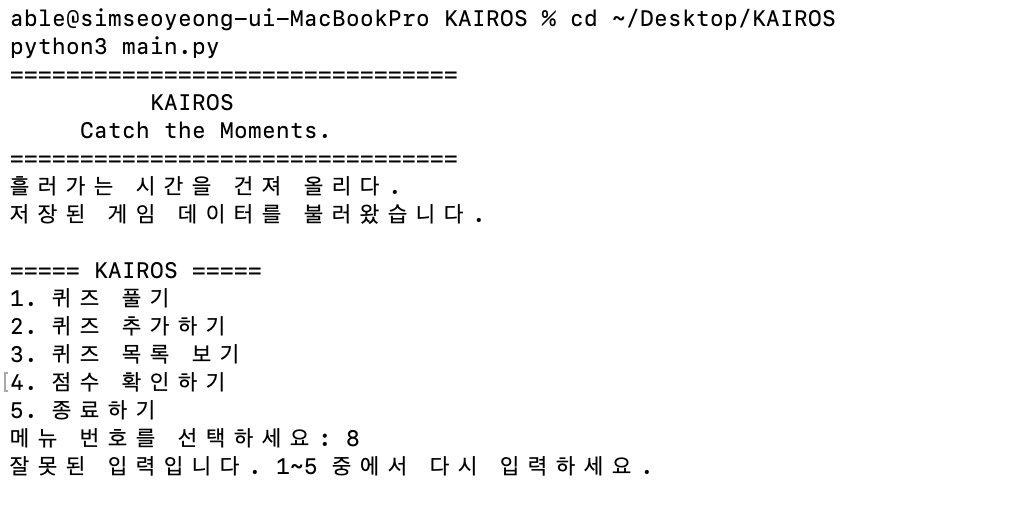 able@simseoyeong-ui-MacBookPro KAIROS % cd ~/Desktop/KAIROS
python3 main.py
================================
KAIROS
Catch the Moments.
================================
흘러가는 시간을 건져 올리다.
저장된 게임 데이터를 불러왔습니다.
===== KAIROS =====
1. 퀴즈 풀기
2. 퀴즈 추가하기
3. 퀴즈 목록 보기
[4. 점수 확인하기
5. 종료하기
메뉴 번호를 선택하세요: 8
잘못된 입력입니다. 1~5 중에서 다시 입력하세요.